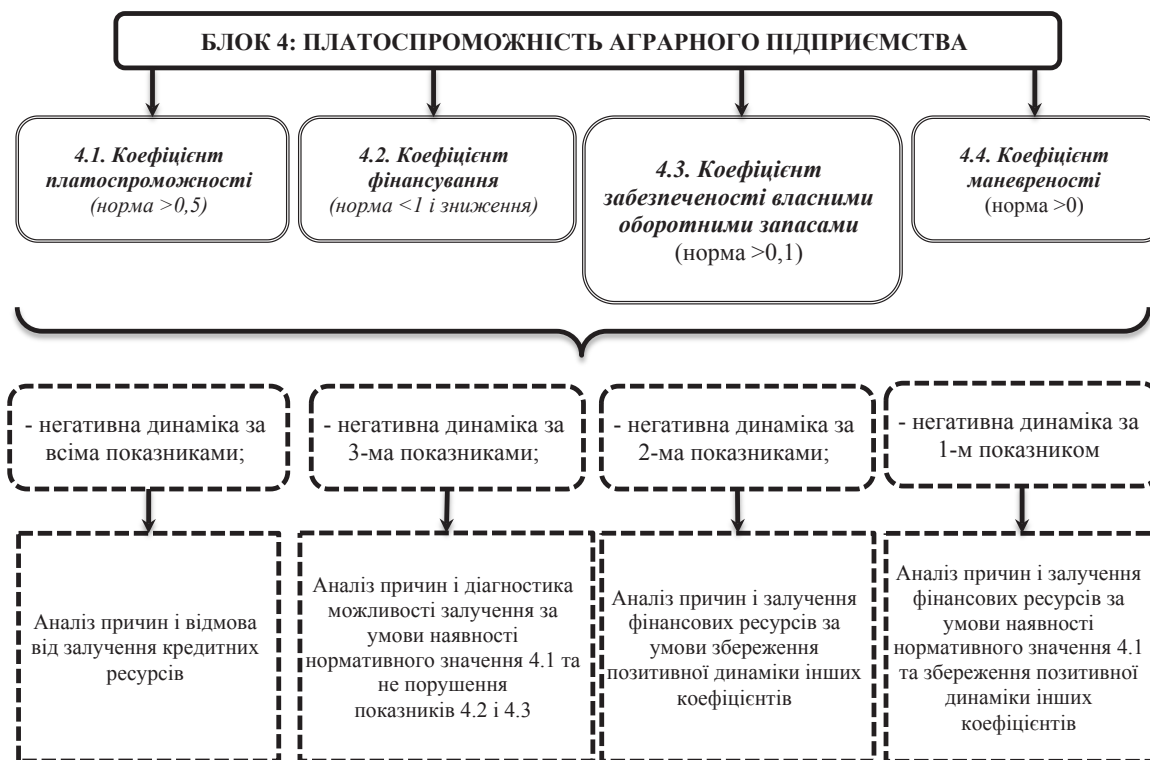 БЛОК 4: ПЛАТОСПРОМОЖНІСТЬ АГРАРНОГО ПІДПРИЄМСТВА
4.1. Коефіцієнт
платоспроможності
(норма >0,5)
4.2. Коефіцієнт
фінансування
(норма <1 і зниження)
4.3. Коефіцієнт
забезпеченості власними
оборотними запасами
(норма >0,1)
4.4. Коефіцієнт
маневреності
(норма >0)
- негативна динаміка за
всіма показниками;
- негативна динаміка за
3-ма показниками;
- негативна динаміка за
2-ма показниками;
- негативна динаміка за
1-м показником
Аналіз причин і відмова
від залучення кредитних
ресурсів
Аналіз причин і діагностика
можливості залучення за
умови наявності
нормативного значення 4.1 та
не порушення
показників 4.2 і 4.3
Аналіз причин і залучення
фінансових ресурсів за
умови збереження
позитивної динаміки інших
коефіцієнтів
Аналіз причин і залучення
фінансових ресурсів за
умови наявності
нормативного значення 4.1
та збереження позитивної
динаміки інших
коефіцієнтів